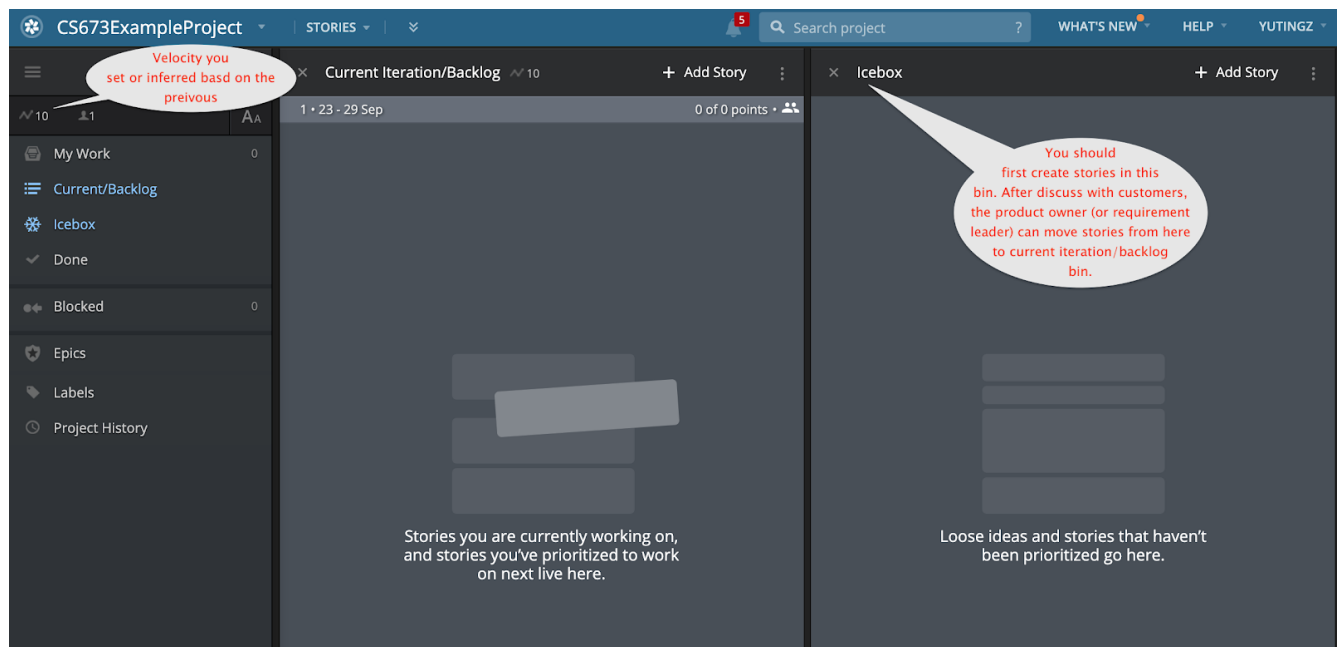 CS673ExampleProject
STORIES
5
Search project
?
WHAT'S NEW
HELP
YUTINGZ
Velocity you
set or inferred basd on the
preivous
10
1
AA
My Work 0
Current/Backlog
Icebox
Done
Blocked 0
Epics
Labels
Project History
× Current Iteration/Backlog 10 + Add Story
1 • 23 - 29 Sep 0 of 0 points •
Stories you are currently working on,
and stories you've prioritized to work
on next live here.
× Icebox + Add Story
You should
first create stories in this
bin. After discuss with customers,
the product owner (or requirement
leader) can move stories from here
to current iteration/backlog
bin.
Loose ideas and stories that haven't
been prioritized go here.